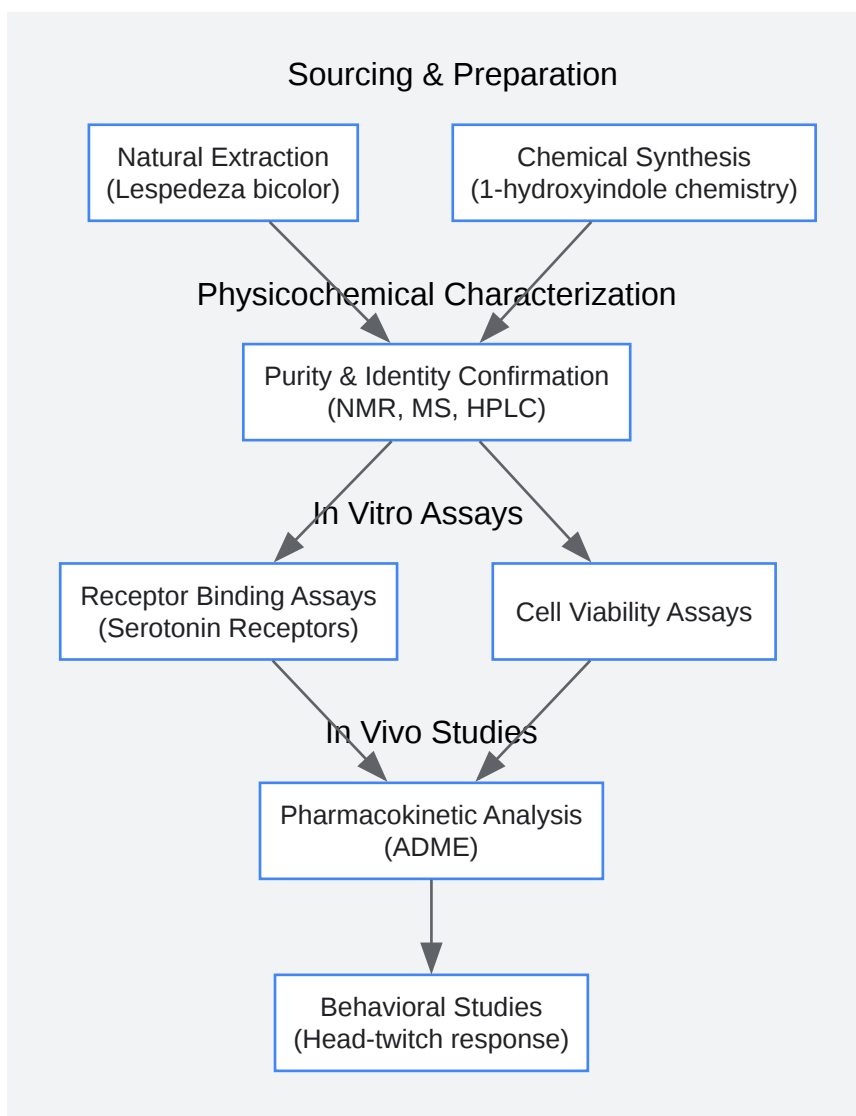 Sourcing & Preparation
Natural Extraction
(Lespedeza bicolor)
Chemical Synthesis
(1-hydroxyindole chemistry)
Physicochemical Characterization
Purity & Identity Confirmation
(NMR, MS, HPLC)
In Vitro Assays
Receptor Binding Assays
(Serotonin Receptors)
Cell Viability Assays
In Vivo Studies
Pharmacokinetic Analysis
(ADME)
Behavioral Studies
(Head-twitch response)